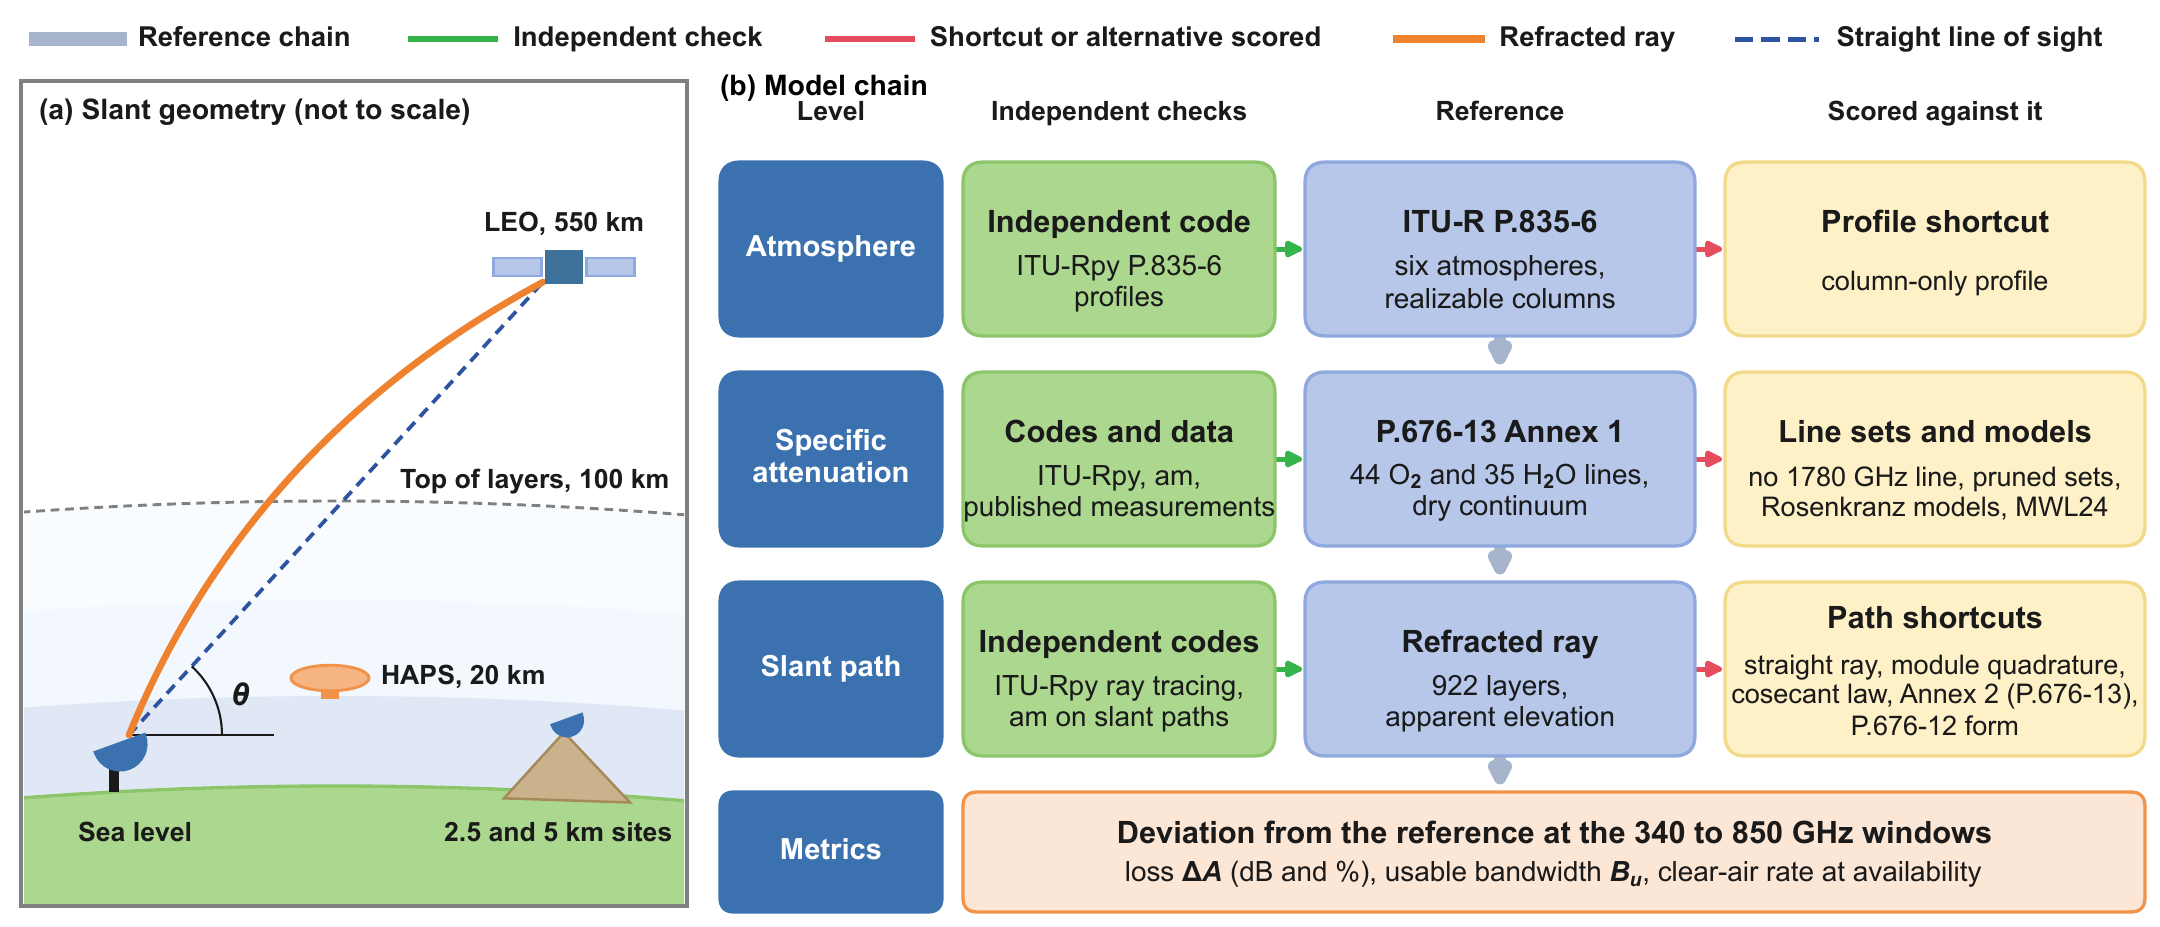 Reference chain
Independent check
Shortcut or alternative scored
Refracted ray
Straight line of sight
(a) Slant geometry (not to scale)
LEO, 550 km
Top of layers, 100 km
HAPS, 20 km
θ
Sea level
2.5 and 5 km sites
(b) Model chain
Level
Independent checks
Reference
Scored against it
Atmosphere
Independent code
ITU-Rpy P.835-6
profiles
ITU-R P.835-6
six atmospheres,
realizable columns
Profile shortcut
column-only profile
Specific
attenuation
Codes and data
ITU-Rpy, am,
published measurements
P.676-13 Annex 1
44 O₂ and 35 H₂O lines,
dry continuum
Line sets and models
no 1780 GHz line, pruned sets,
Rosenkranz models, MWL24
Slant path
Independent codes
ITU-Rpy ray tracing,
am on slant paths
Refracted ray
922 layers,
apparent elevation
Path shortcuts
straight ray, module quadrature,
cosecant law, Annex 2 (P.676-13),
P.676-12 form
Metrics
Deviation from the reference at the 340 to 850 GHz windows
loss ΔA (dB and %), usable bandwidth Bᵤ, clear-air rate at availability